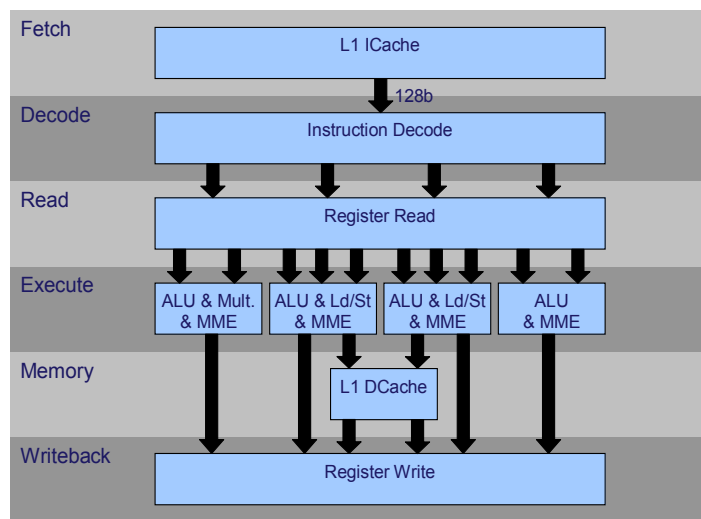 Fetch
L1 ICache
128b
Decode
Instruction Decode
Read
Register Read
Execute
ALU & Mult.
& MME
ALU & Ld/St
& MME
ALU & Ld/St
& MME
ALU
& MME
Memory
L1 DCache
Writeback
Register Write